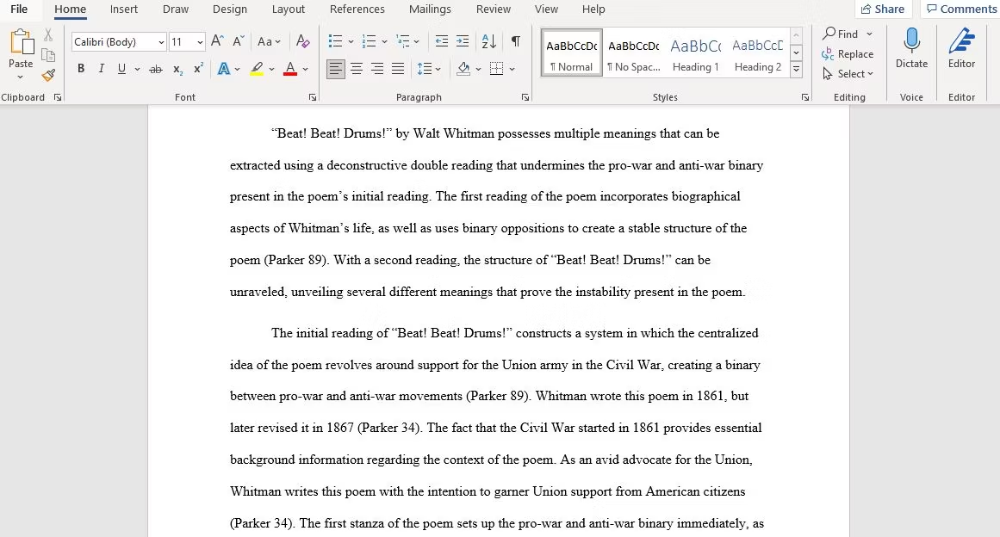 File Home Insert Draw Design Layout References Mailings Review View Help Share Comments
Calibri (Body) 11 A A Aa A Find
Paste Replace Dictate Editor
B I U ab x2 x2 A A Select
AaBbCcDc AaBbCcDc AaBbC AaBbCcD
¶ Normal ¶ No Spac... Heading 1 Heading 2
Clipboard Font Paragraph Styles Editing Voice Editor
“Beat! Beat! Drums!” by Walt Whitman possesses multiple meanings that can be
extracted using a deconstructive double reading that undermines the pro-war and anti-war binary
present in the poem’s initial reading. The first reading of the poem incorporates biographical
aspects of Whitman’s life, as well as uses binary oppositions to create a stable structure of the
poem (Parker 89). With a second reading, the structure of “Beat! Beat! Drums!” can be
unraveled, unveiling several different meanings that prove the instability present in the poem.
The initial reading of “Beat! Beat! Drums!” constructs a system in which the centralized
idea of the poem revolves around support for the Union army in the Civil War, creating a binary
between pro-war and anti-war movements (Parker 89). Whitman wrote this poem in 1861, but
later revised it in 1867 (Parker 34). The fact that the Civil War started in 1861 provides essential
background information regarding the context of the poem. As an avid advocate for the Union,
Whitman writes this poem with the intention to garner Union support from American citizens
(Parker 34). The first stanza of the poem sets up the pro-war and anti-war binary immediately, as